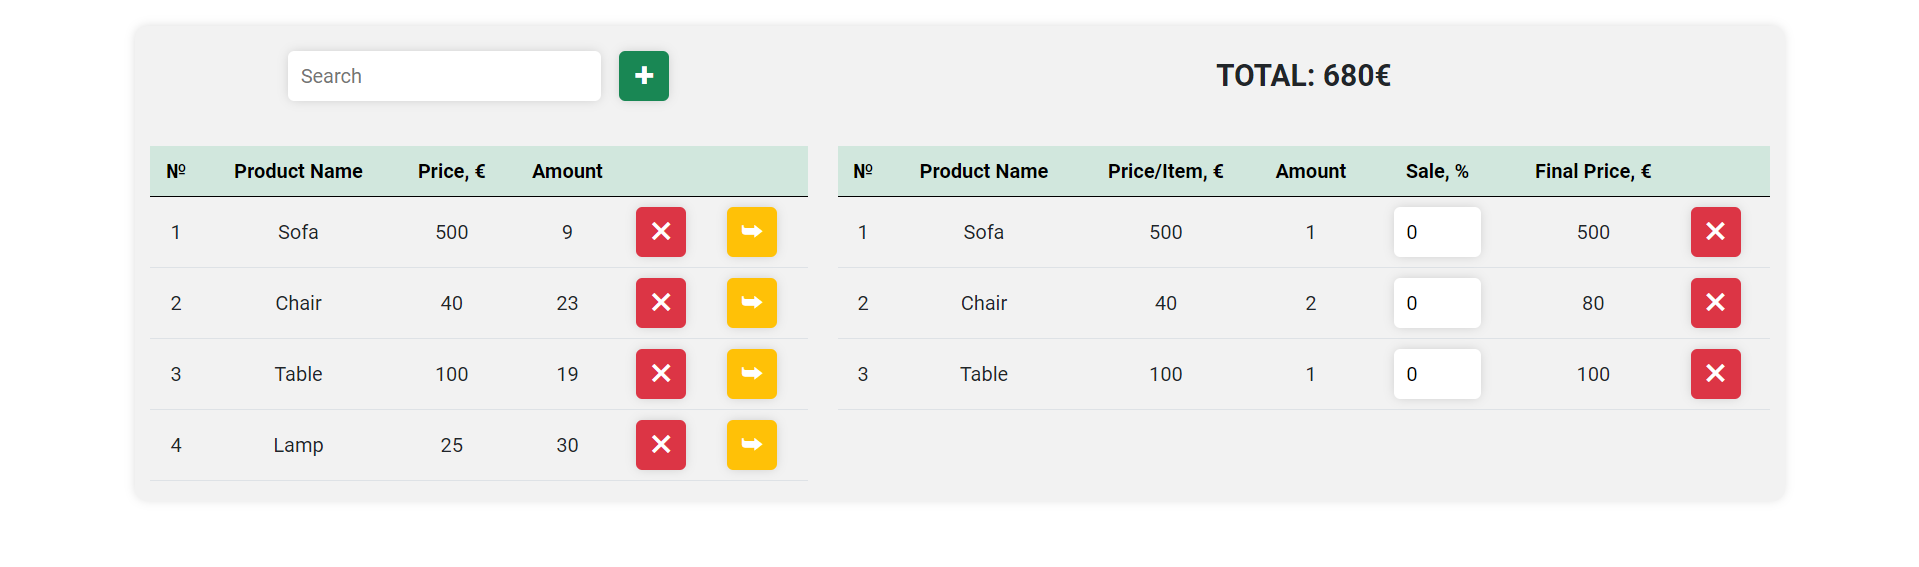 Search
TOTAL: 680€
№ Product Name Price, € Amount
1 Sofa 500 9
2 Chair 40 23
3 Table 100 19
4 Lamp 25 30
№ Product Name Price/Item, € Amount Sale, % Final Price, €
1 Sofa 500 1 0 500
2 Chair 40 2 0 80
3 Table 100 1 0 100